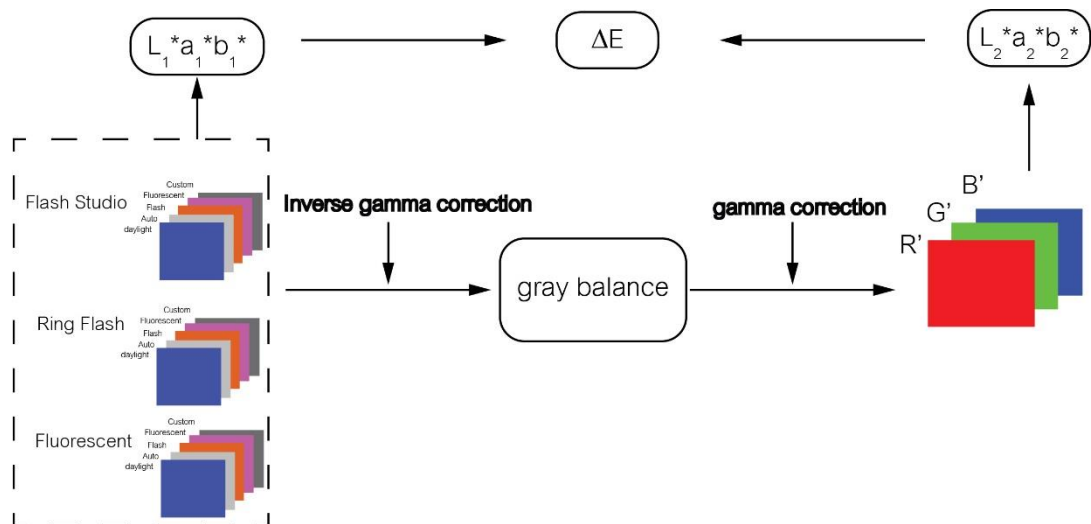 L₁*a₁*b₁*
ΔE
L₂*a₂*b₂*
Flash Studio
Custom
Fluorescent
Flash
Auto
daylight
Inverse gamma correction
gamma correction
gray balance
B’
G’
R’
Ring Flash
Custom
Fluorescent
Flash
Auto
daylight
Fluorescent
Custom
Fluorescent
Flash
Auto
daylight